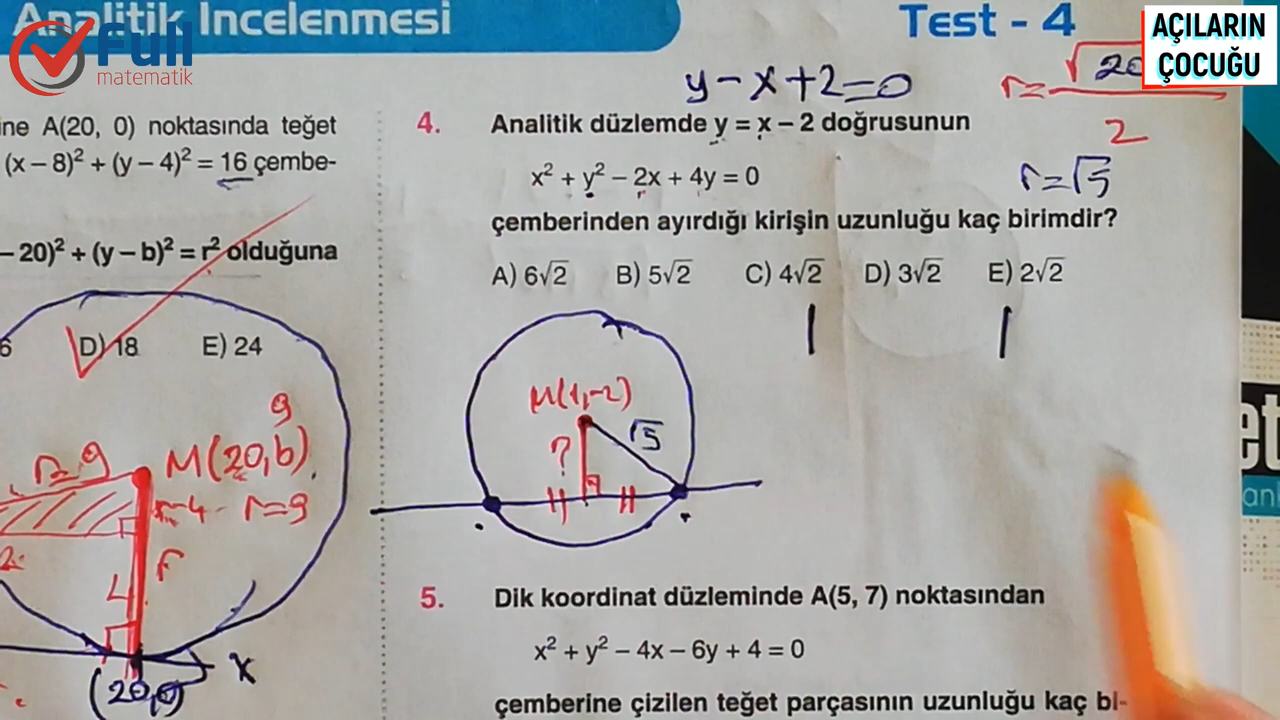 Analitik İncelenmesi
Test - 4
AÇILARIN
ÇOCUĞU
Full
matematik
y - x + 2 = 0
r = √20
2
r = √5
ine A(20, 0) noktasında teğet
(x – 8)² + (y – 4)² = 16 çembe-
– 20)² + (y – b)² = r² olduğuna
6 D) 18 E) 24
9
M(20,b)
r=9
r-4 r=9
r
4
(20,0)
x
4. Analitik düzlemde y = x – 2 doğrusunun
x² + y² – 2x + 4y = 0
çemberinden ayırdığı kirişin uzunluğu kaç birimdir?
A) 6√2 B) 5√2 C) 4√2 D) 3√2 E) 2√2
M(1,-2)
? √5
5. Dik koordinat düzleminde A(5, 7) noktasından
x² + y² – 4x – 6y + 4 = 0
çemberine çizilen teğet parçasının uzunluğu kaç bi-